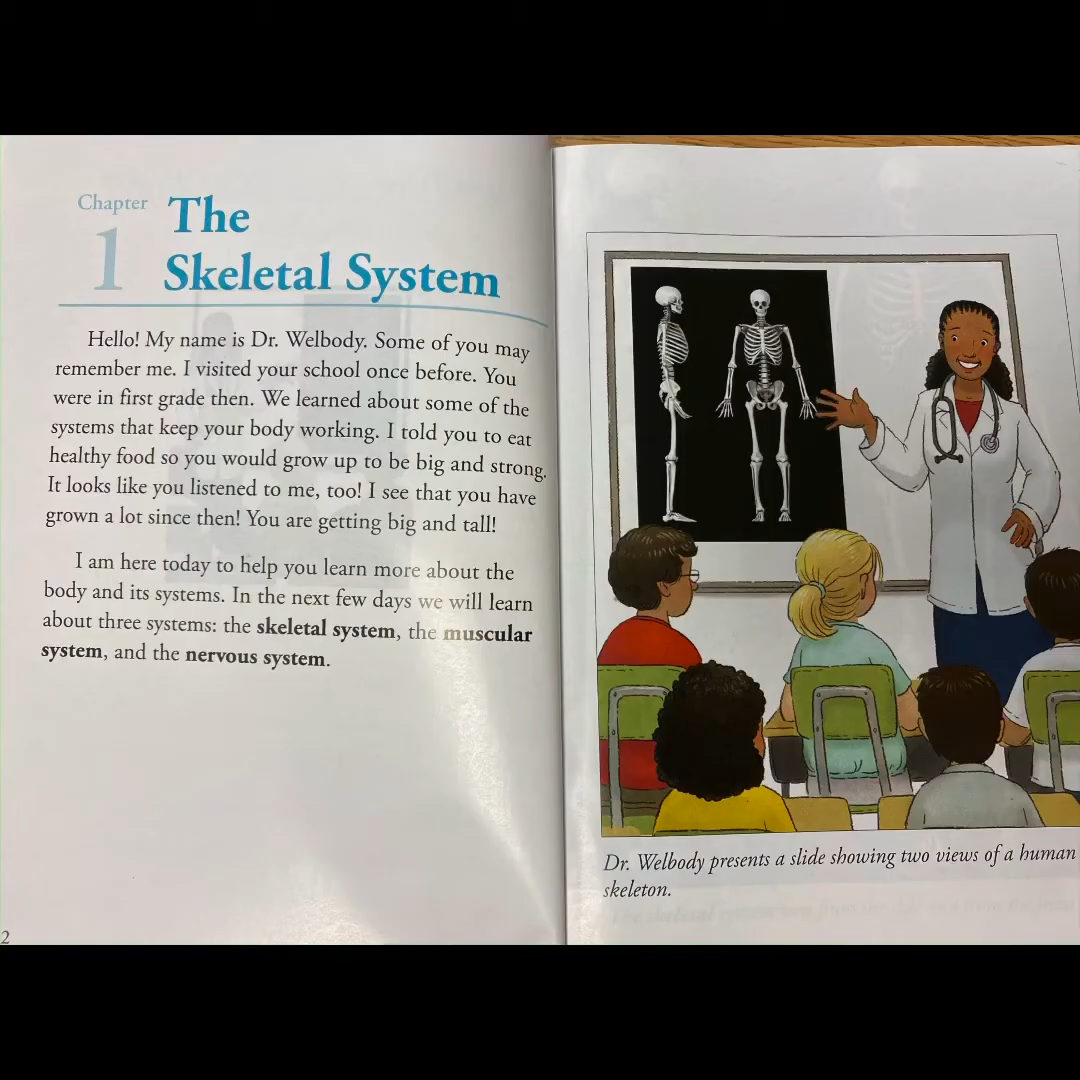 Chapter
1
The
Skeletal System
Hello! My name is Dr. Welbody. Some of you may
remember me. I visited your school once before. You
were in first grade then. We learned about some of the
systems that keep your body working. I told you to eat
healthy food so you would grow up to be big and strong.
It looks like you listened to me, too! I see that you have
grown a lot since then! You are getting big and tall!
I am here today to help you learn more about the
body and its systems. In the next few days we will learn
about three systems: the skeletal system, the muscular
system, and the nervous system.
2
Dr. Welbody presents a slide showing two views of a human
skeleton.